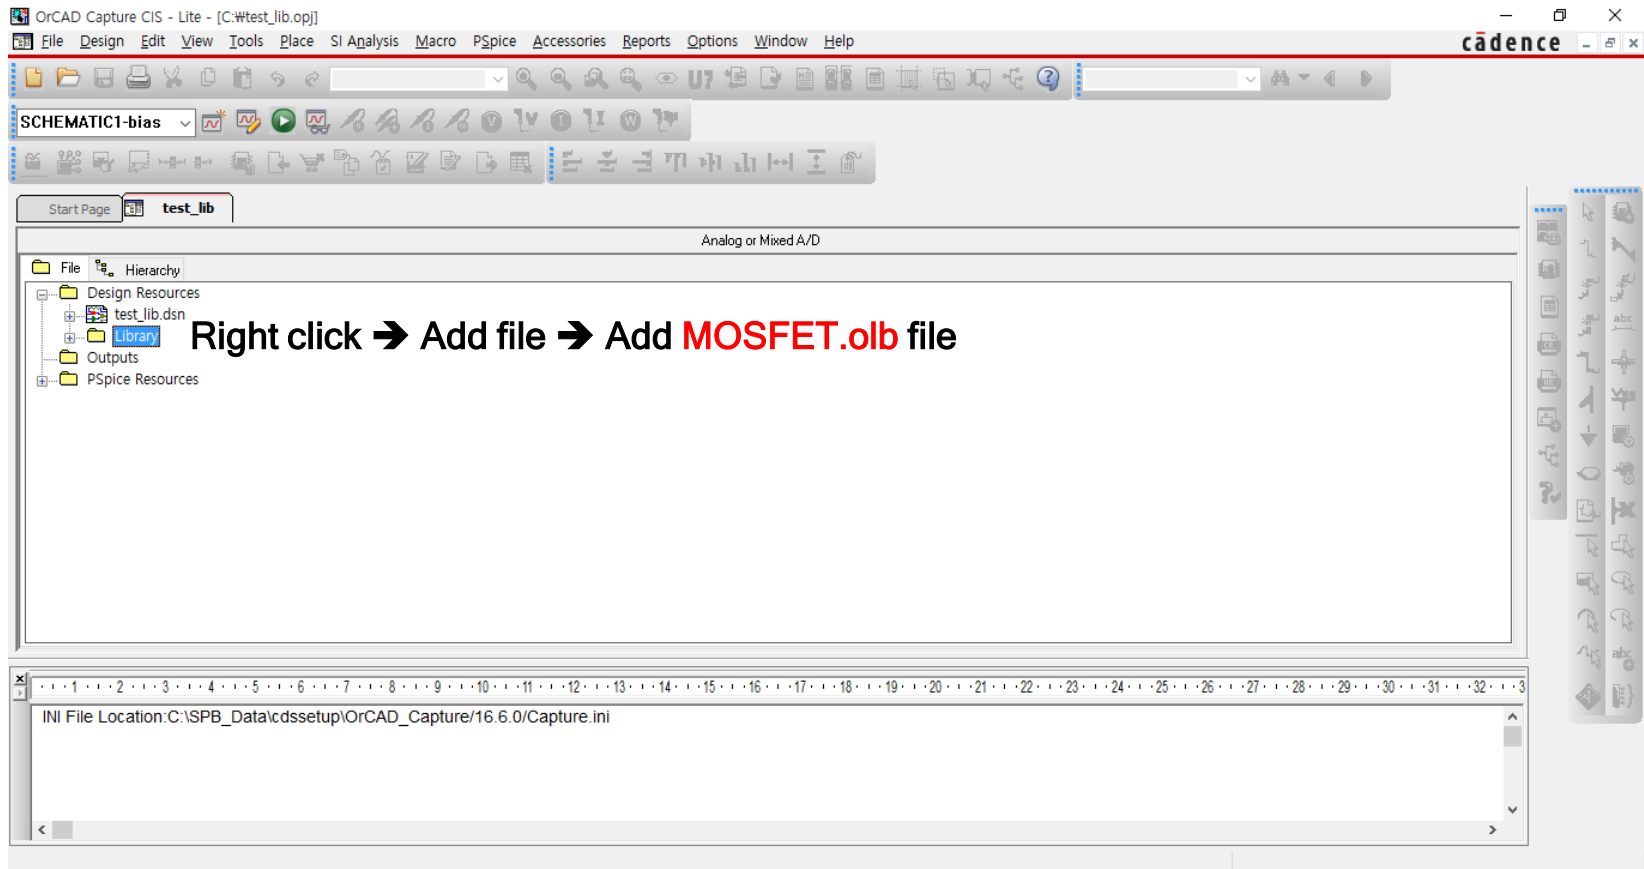 OrCAD Capture CIS - Lite - [C:₩test_lib.opj]
File Design Edit View Tools Place SI Analysis Macro PSpice Accessories Reports Options Window Help
cādence
U?
SCHEMATIC1-bias
V I W
abc
Start Page test_lib
Analog or Mixed A/D
File Hierarchy
Design Resources
test_lib.dsn
Library
Right click ➔ Add file ➔ Add MOSFET.olb file
Outputs
PSpice Resources
1 2 3 4 5 6 7 8 9 10 11 12 13 14 15 16 17 18 19 20 21 22 23 24 25 26 27 28 29 30 31 32 3
abc
INI File Location:C:\SPB_Data\cdssetup\OrCAD_Capture/16.6.0/Capture.ini